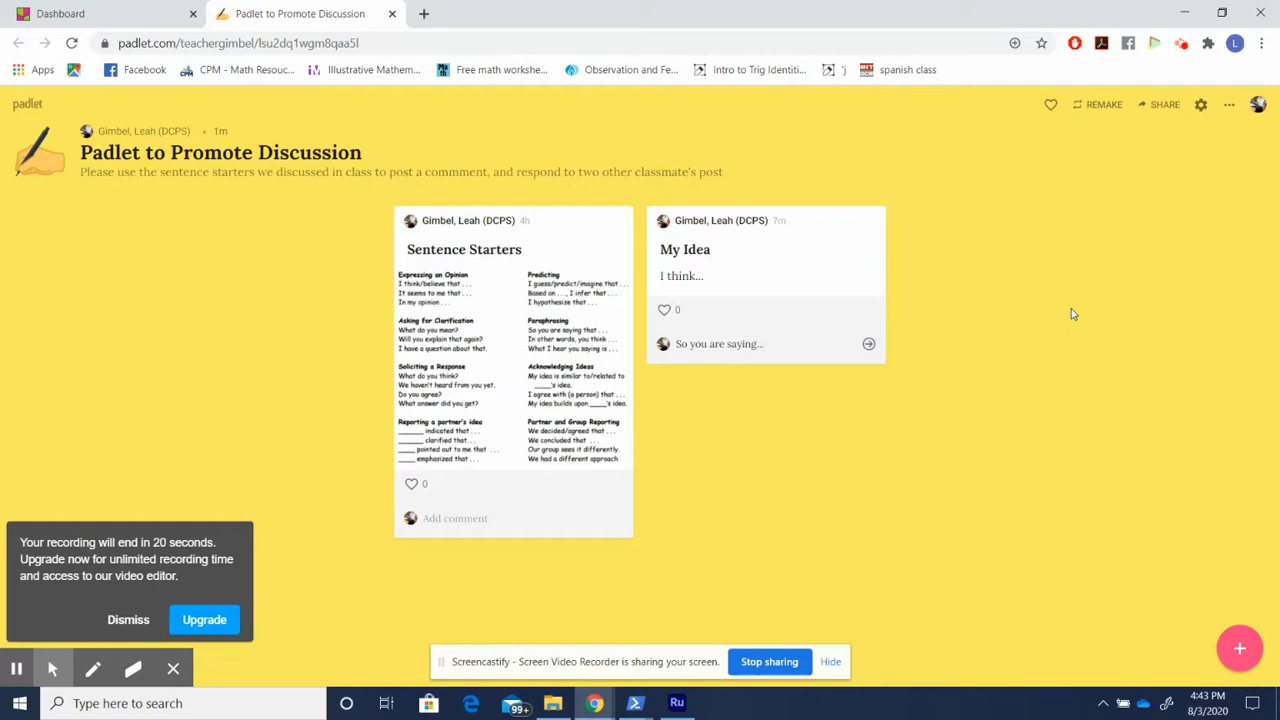 Dashboard
Padlet to Promote Discussion
padlet.com/teachergimbel/lsu2dq1wgm8qaa5l
Apps
Facebook
CPM - Math Resouc...
Illustrative Mathem...
Free math workshe...
Observation and Fe...
Intro to Trig Identiti...
'j
spanish class
padlet
REMAKE
SHARE
Gimbel, Leah (DCPS) • 1m
Padlet to Promote Discussion
Please use the sentence starters we discussed in class to post a commment, and respond to two other classmate's post
Gimbel, Leah (DCPS) 4h
Sentence Starters
Expressing an Opinion
I think/believe that . . .
It seems to me that . . .
In my opinion . . .
Predicting
I guess/predict/imagine that . . .
Based on . . ., I infer that . . .
I hypothesize that . . .
Asking for Clarification
What do you mean?
Will you explain that again?
I have a question about that.
Paraphrasing
So you are saying that . . .
In other words, you think . . .
What I hear you saying is . . .
Soliciting a Response
What do you think?
We haven't heard from you yet.
Do you agree?
What answer did you get?
Acknowledging Ideas
My idea is similar to/related to
____'s idea.
I agree with (a person) that . . .
My idea builds upon ____'s idea.
Reporting a partner's idea
______ indicated that . . .
______ clarified that. . .
____ pointed out to me that . . .
____ emphasized that . . .
Partner and Group Reporting
We decided/agreed that . . .
We concluded that . . .
Our group sees it differently.
We had a different approach
0
Add comment
Gimbel, Leah (DCPS) 7m
My Idea
I think...
0
So you are saying...
Your recording will end in 20 seconds.
Upgrade now for unlimited recording time
and access to our video editor.
Dismiss
Upgrade
Screencastify - Screen Video Recorder is sharing your screen.
Stop sharing
Hide
Type here to search
99+
Ru
4:43 PM
8/3/2020